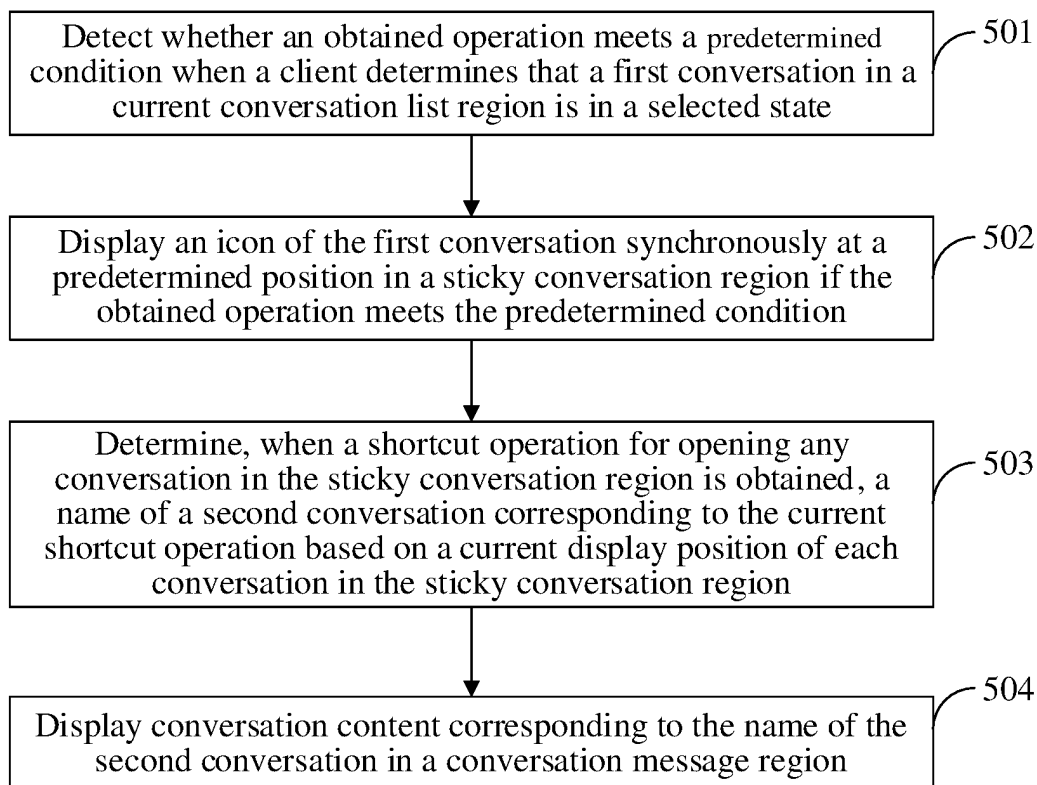 Detect whether an obtained operation meets a predetermined
condition when a client determines that a first conversation in a
current conversation list region is in a selected state
501
Display an icon of the first conversation synchronously at a
predetermined position in a sticky conversation region if the
obtained operation meets the predetermined condition
502
Determine, when a shortcut operation for opening any
conversation in the sticky conversation region is obtained, a
name of a second conversation corresponding to the current
shortcut operation based on a current display position of each
conversation in the sticky conversation region
503
Display conversation content corresponding to the name of the
second conversation in a conversation message region
504